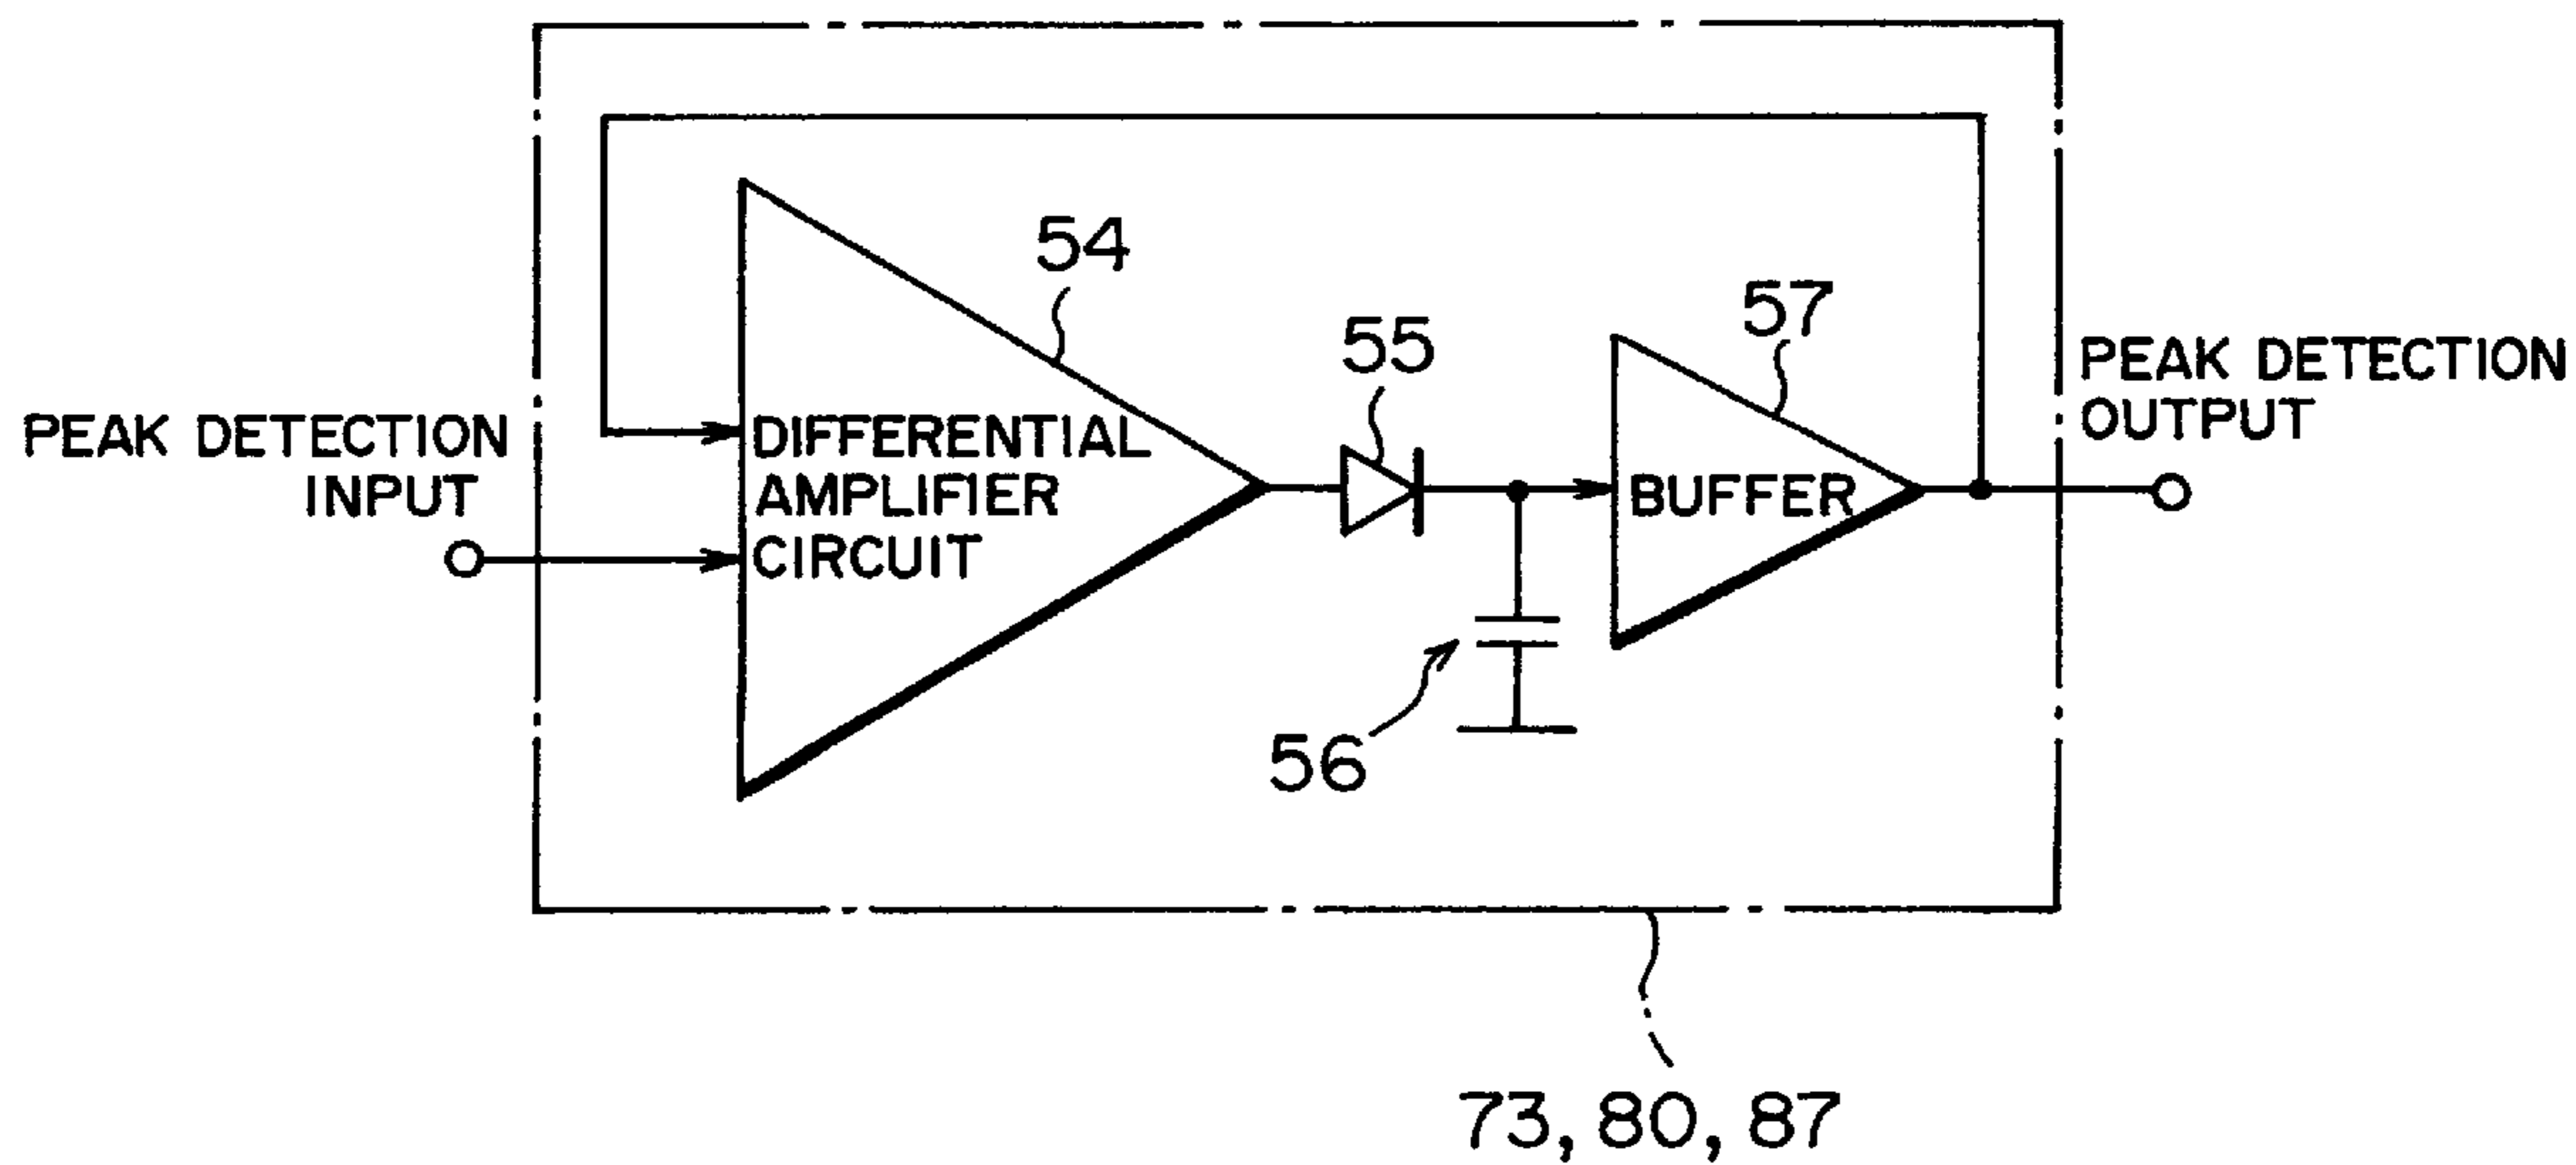 54
57
55
PEAK DETECTION
OUTPUT
PEAK DETECTION
INPUT
DIFFERENTIAL
AMPLIFIER
CIRCUIT
BUFFER
56
73, 80, 87